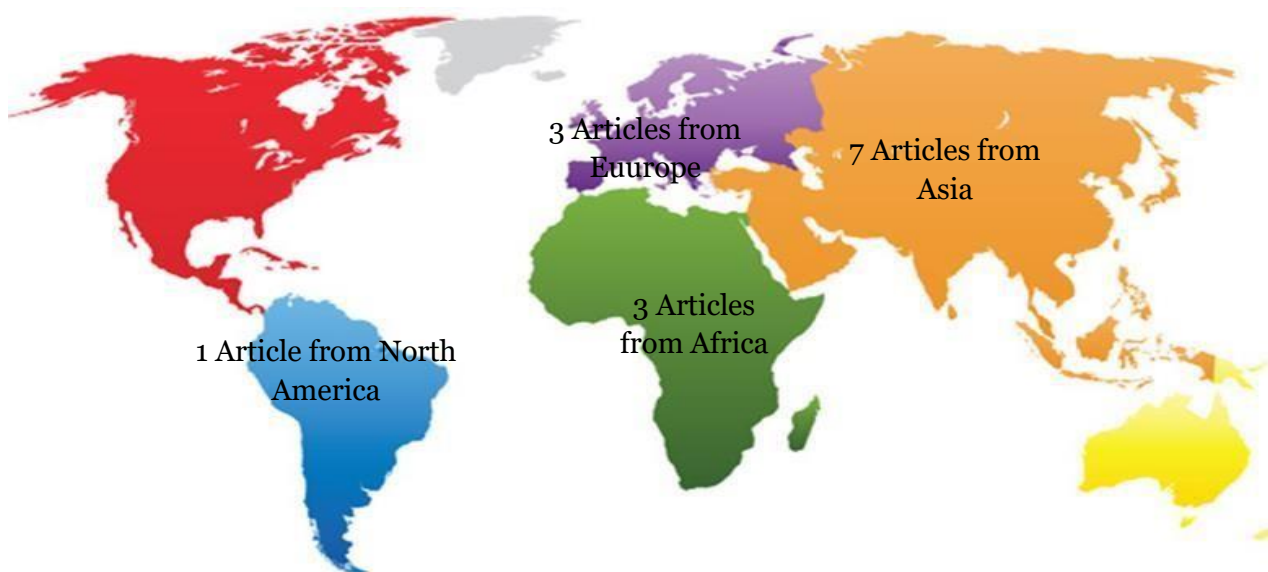 3 Articles from
Euurope
7 Articles from
Asia
3 Articles
from Africa
1 Article from North
America